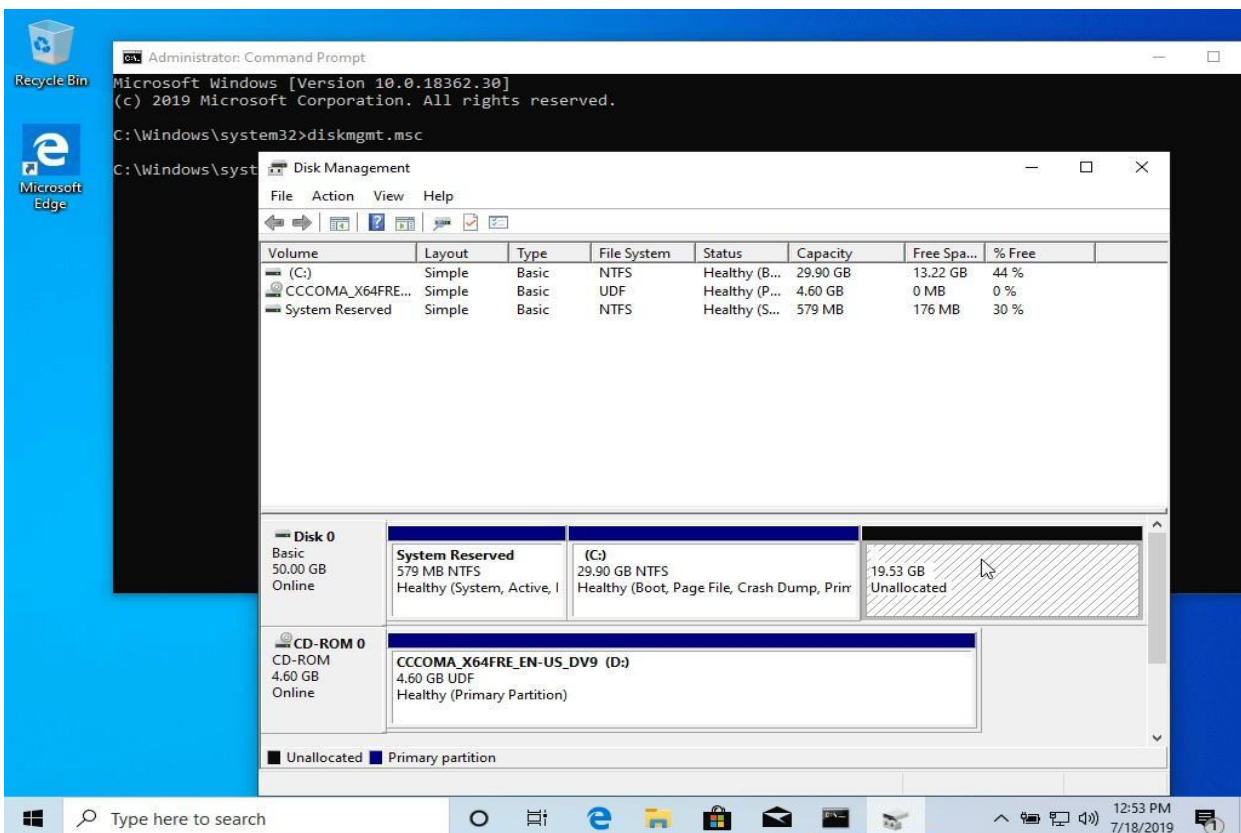 Recycle Bin
Microsoft Edge
Administrator: Command Prompt
Microsoft Windows [Version 10.0.18362.30]
(c) 2019 Microsoft Corporation. All rights reserved.
C:\Windows\system32>diskmgmt.msc
C:\Windows\syst
Disk Management
File Action View Help
Volume Layout Type File System Status Capacity Free Spa... % Free
(C:) Simple Basic NTFS Healthy (B... 29.90 GB 13.22 GB 44 %
CCCOMA_X64FRE... Simple Basic UDF Healthy (P... 4.60 GB 0 MB 0 %
System Reserved Simple Basic NTFS Healthy (S... 579 MB 176 MB 30 %
Disk 0
Basic
50.00 GB
Online
System Reserved
579 MB NTFS
Healthy (System, Active, I
(C:)
29.90 GB NTFS
Healthy (Boot, Page File, Crash Dump, Prim
19.53 GB
Unallocated
CD-ROM 0
CD-ROM
4.60 GB
Online
CCCOMA_X64FRE_EN-US_DV9 (D:)
4.60 GB UDF
Healthy (Primary Partition)
Unallocated Primary partition
Type here to search
12:53 PM
7/18/2019
1